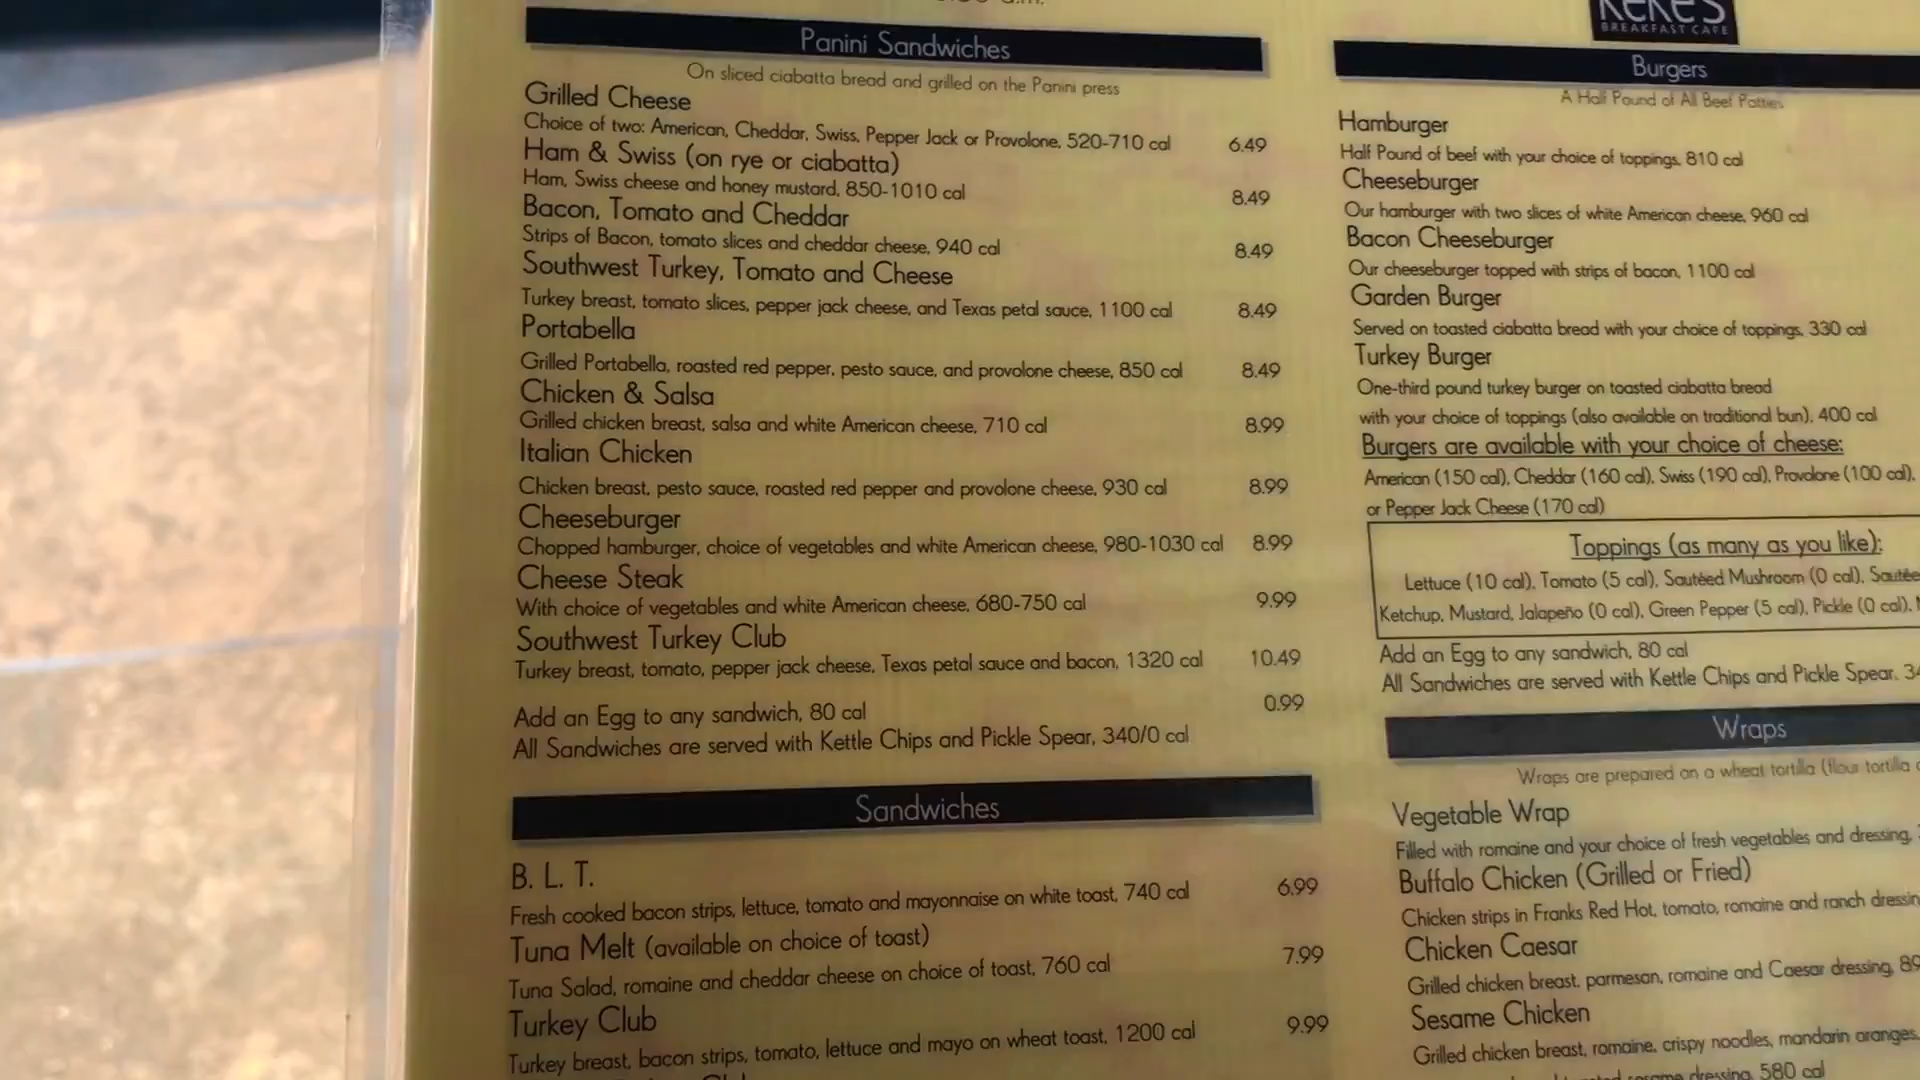 Panini Sandwiches
On sliced ciabatta bread and grilled on the Panini press
Grilled Cheese
Choice of two: American, Cheddar, Swiss, Pepper Jack or Provolone, 520-710 cal 6.49
Ham & Swiss (on rye or ciabatta)
Ham, Swiss cheese and honey mustard, 850-1010 cal 8.49
Bacon, Tomato and Cheddar
Strips of Bacon, tomato slices and cheddar cheese, 940 cal 8.49
Southwest Turkey, Tomato and Cheese
Turkey breast, tomato slices, pepper jack cheese, and Texas petal sauce, 1100 cal 8.49
Portabella
Grilled Portabella, roasted red pepper, pesto sauce, and provolone cheese, 850 cal 8.49
Chicken & Salsa
Grilled chicken breast, salsa and white American cheese, 710 cal 8.99
Italian Chicken
Chicken breast, pesto sauce, roasted red pepper and provolone cheese, 930 cal 8.99
Cheeseburger
Chopped hamburger, choice of vegetables and white American cheese, 980-1030 cal 8.99
Cheese Steak
With choice of vegetables and white American cheese, 680-750 cal 9.99
Southwest Turkey Club
Turkey breast, tomato, pepper jack cheese, Texas petal sauce and bacon, 1320 cal 10.49
Add an Egg to any sandwich, 80 cal 0.99
All Sandwiches are served with Kettle Chips and Pickle Spear, 340/0 cal
Sandwiches
B. L. T.
Fresh cooked bacon strips, lettuce, tomato and mayonnaise on white toast, 740 cal 6.99
Tuna Melt (available on choice of toast)
Tuna Salad, romaine and cheddar cheese on choice of toast, 760 cal 7.99
Turkey Club
Turkey breast, bacon strips, tomato, lettuce and mayo on wheat toast, 1200 cal 9.99
KEKE'S
BREAKFAST CAFE
Burgers
A Half Pound of All Beef Patties
Hamburger
Half Pound of beef with your choice of toppings, 810 cal
Cheeseburger
Our hamburger with two slices of white American cheese, 960 cal
Bacon Cheeseburger
Our cheeseburger topped with strips of bacon, 1100 cal
Garden Burger
Served on toasted ciabatta bread with your choice of toppings, 330 cal
Turkey Burger
One-third pound turkey burger on toasted ciabatta bread
with your choice of toppings (also available on traditional bun), 400 cal
Burgers are available with your choice of cheese:
American (150 cal), Cheddar (160 cal), Swiss (190 cal), Provolone (100 cal),
or Pepper Jack Cheese (170 cal)
Toppings (as many as you like):
Lettuce (10 cal), Tomato (5 cal), Sautéed Mushroom (0 cal),
Ketchup, Mustard, Jalapeño (0 cal), Green Pepper (5 cal), Pickle (0 cal),
Add an Egg to any sandwich, 80 cal
All Sandwiches are served with Kettle Chips and Pickle Spear,
Wraps
Wraps are prepared on a wheat tortilla (flour tortilla
Vegetable Wrap
Filled with romaine and your choice of fresh vegetables and dressing,
Buffalo Chicken (Grilled or Fried)
Chicken strips in Franks Red Hot, tomato, romaine and ranch
Chicken Caesar
Grilled chicken breast, parmesan, romaine and Caesar dressing,
Sesame Chicken
Grilled chicken breast, romaine, crispy noodles, mandarin oranges,
dressing, 580 cal